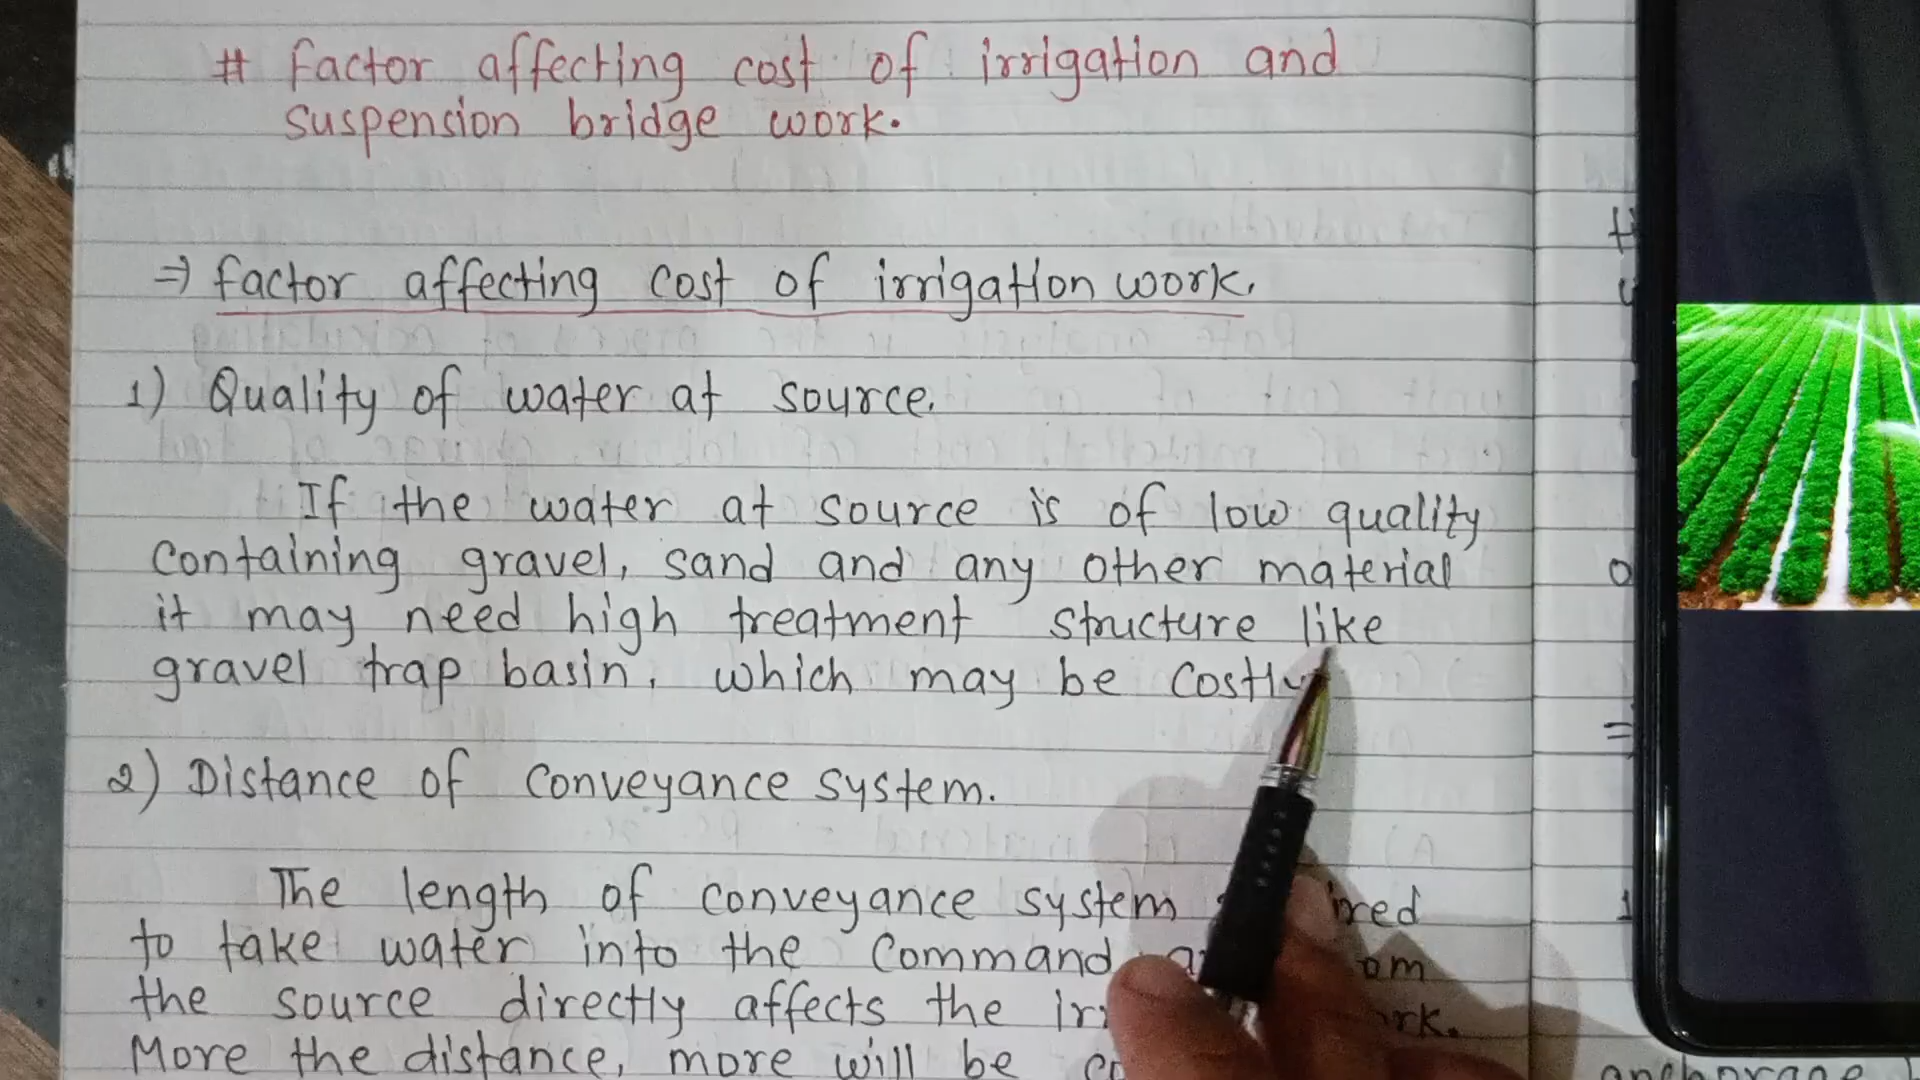 # factor affecting cost of irrigation and
suspension bridge work.
⇒ factor affecting cost of irrigation work.
1) Quality of water at source.
If the water at source is of low quality
containing gravel, sand and any other material
it may need high treatment structure like
gravel trap basin, which may be costly
2) Distance of conveyance system.
The length of conveyance system
to take water into the command
the source directly affects the
More the distance, more will be